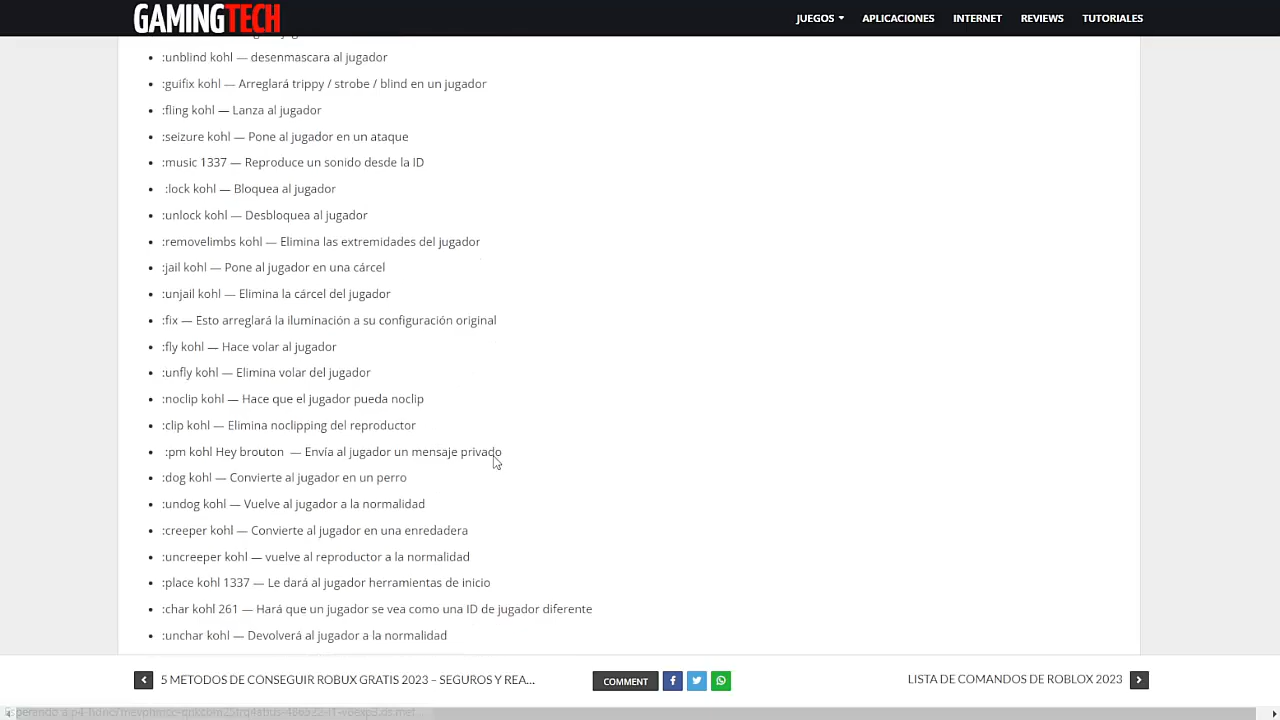 GAMINGTECH
JUEGOS
APLICACIONES
INTERNET
REVIEWS
TUTORIALES
:unblind kohl — desenmascara al jugador
:guifix kohl — Arreglará trippy / strobe / blind en un jugador
:fling kohl — Lanza al jugador
:seizure kohl — Pone al jugador en un ataque
:music 1337 — Reproduce un sonido desde la ID
:lock kohl — Bloquea al jugador
:unlock kohl — Desbloquea al jugador
:removelimbs kohl — Elimina las extremidades del jugador
:jail kohl — Pone al jugador en una cárcel
:unjail kohl — Elimina la cárcel del jugador
:fix — Esto arreglará la iluminación a su configuración original
:fly kohl — Hace volar al jugador
:unfly kohl — Elimina volar del jugador
:noclip kohl — Hace que el jugador pueda noclip
:clip kohl — Elimina noclipping del reproductor
:pm kohl Hey brouton — Envía al jugador un mensaje privado
:dog kohl — Convierte al jugador en un perro
:undog kohl — Vuelve al jugador a la normalidad
:creeper kohl — Convierte al jugador en una enredadera
:uncreeper kohl — vuelve al reproductor a la normalidad
:place kohl 1337 — Le dará al jugador herramientas de inicio
:char kohl 261 — Hará que un jugador se vea como una ID de jugador diferente
:unchar kohl — Devolverá al jugador a la normalidad
5 METODOS DE CONSEGUIR ROBUX GRATIS 2023 – SEGUROS Y REA...
COMMENT
LISTA DE COMANDOS DE ROBLOX 2023